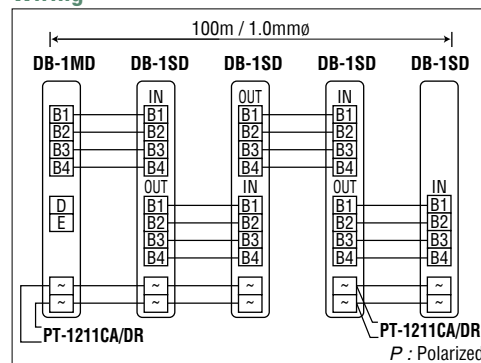 100m / 1.0mmø
DB-1MD DB-1SD DB-1SD DB-1SD DB-1SD
IN OUT IN
B1 B1 B1 B1
B2 B2 B2 B2
B3 B3 B3 B3
B4 B4 B4 B4
OUT IN OUT IN
D B1 B1 B1 B1
E B2 B2 B2 B2
B3 B3 B3 B3
B4 B4 B4 B4
~ ~ ~ ~ ~
~ ~ ~ ~ ~
PT-1211CA/DR PT-1211CA/DR
P : Polarized